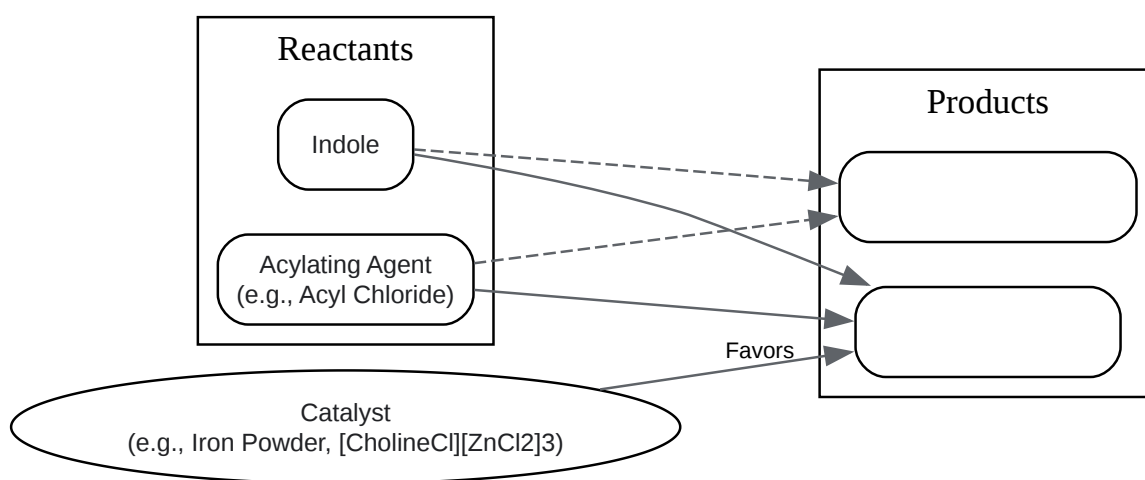 Reactants
Indole
Acylating Agent
(e.g., Acyl Chloride)
Products
Favors
Catalyst
(e.g., Iron Powder, [CholineCl][ZnCl2]3)